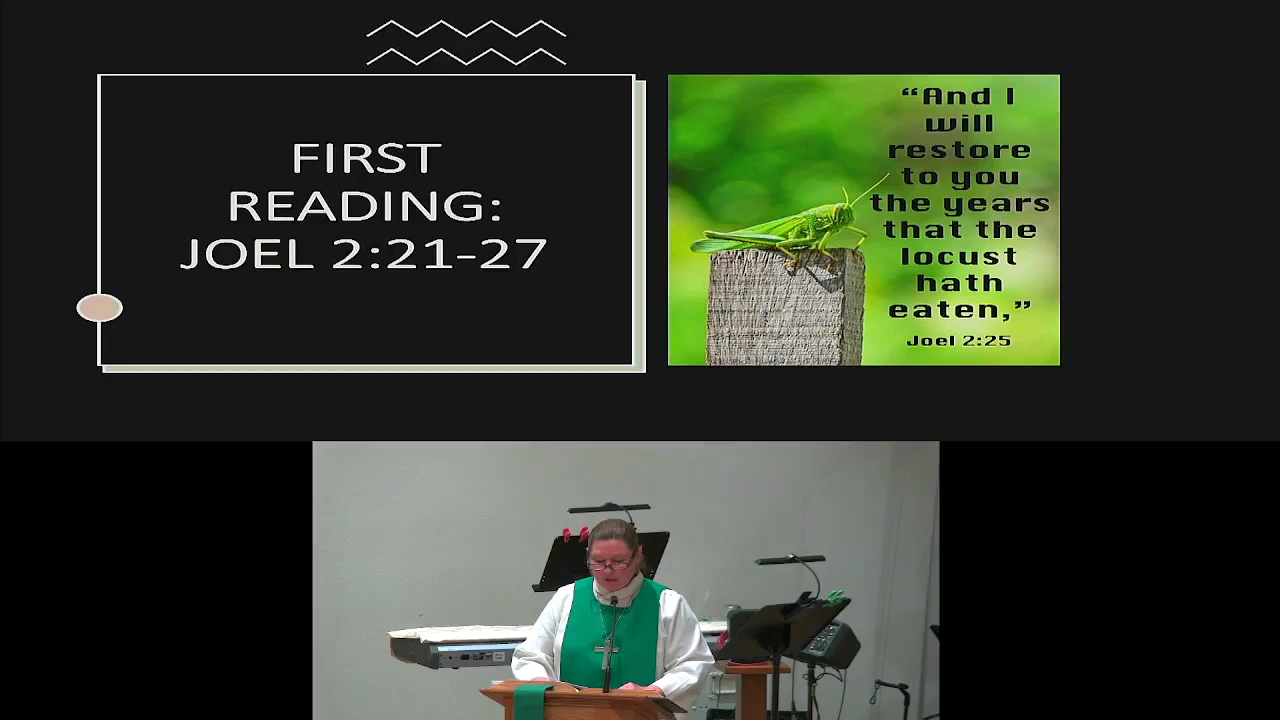 FIRST
READING:
JOEL 2:21-27
“And I
will
restore
to you
the years
that the
locust
hath
eaten,”
Joel 2:25